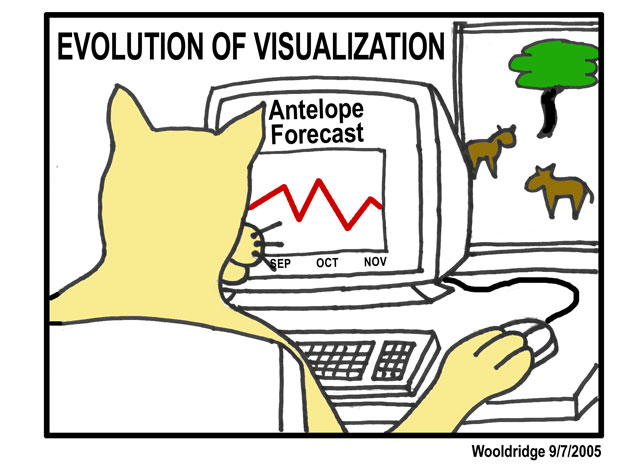 EVOLUTION OF VISUALIZATION
Antelope
Forecast
SEP OCT NOV
Wooldridge 9/7/2005